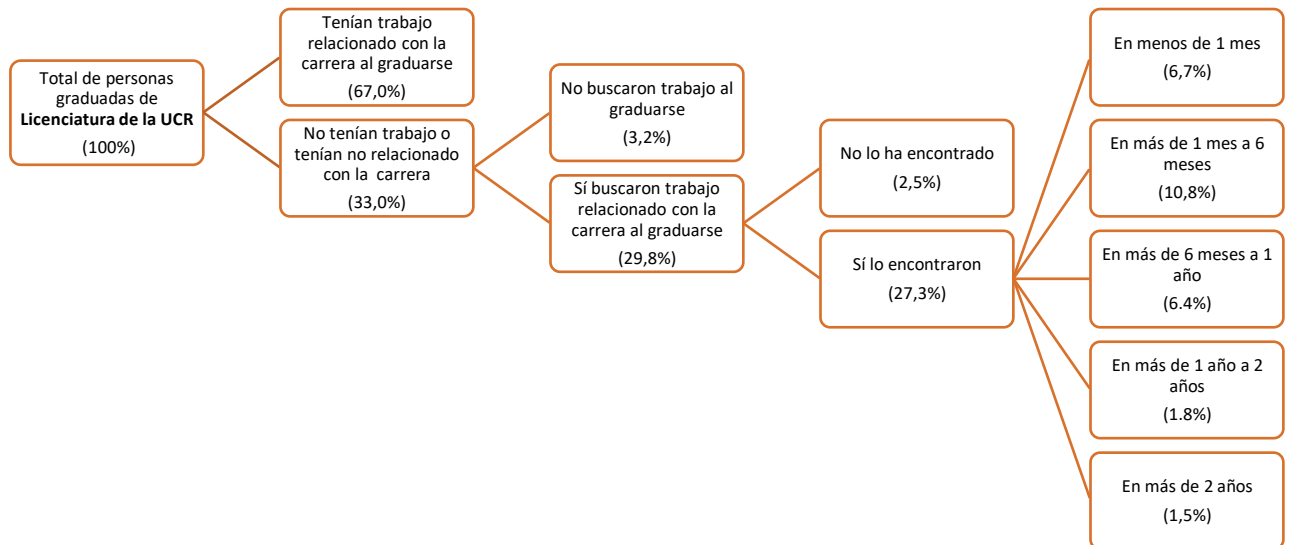 Total de personas
graduadas de
Licenciatura de la UCR
(100%)
Tenían trabajo
relacionado con la
carrera al graduarse
(67,0%)
No tenían trabajo o
tenían no relacionado
con la carrera
(33,0%)
No buscaron trabajo al
graduarse
(3,2%)
Sí buscaron trabajo
relacionado con la
carrera al graduarse
(29,8%)
No lo ha encontrado
(2,5%)
Sí lo encontraron
(27,3%)
En menos de 1 mes
(6,7%)
En más de 1 mes a 6
meses
(10,8%)
En más de 6 meses a 1
año
(6.4%)
En más de 1 año a 2
años
(1.8%)
En más de 2 años
(1,5%)